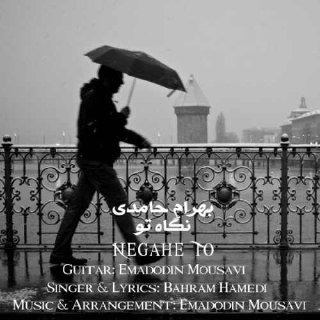 بهرام حامدی
نگاه تو
NEGAHE TO
GUITAR: EMADODIN MOUSAVI
SINGER & LYRICS: BAHRAM HAMEDI
MUSIC & ARRANGEMENT: EMADODIN MOUSAVI